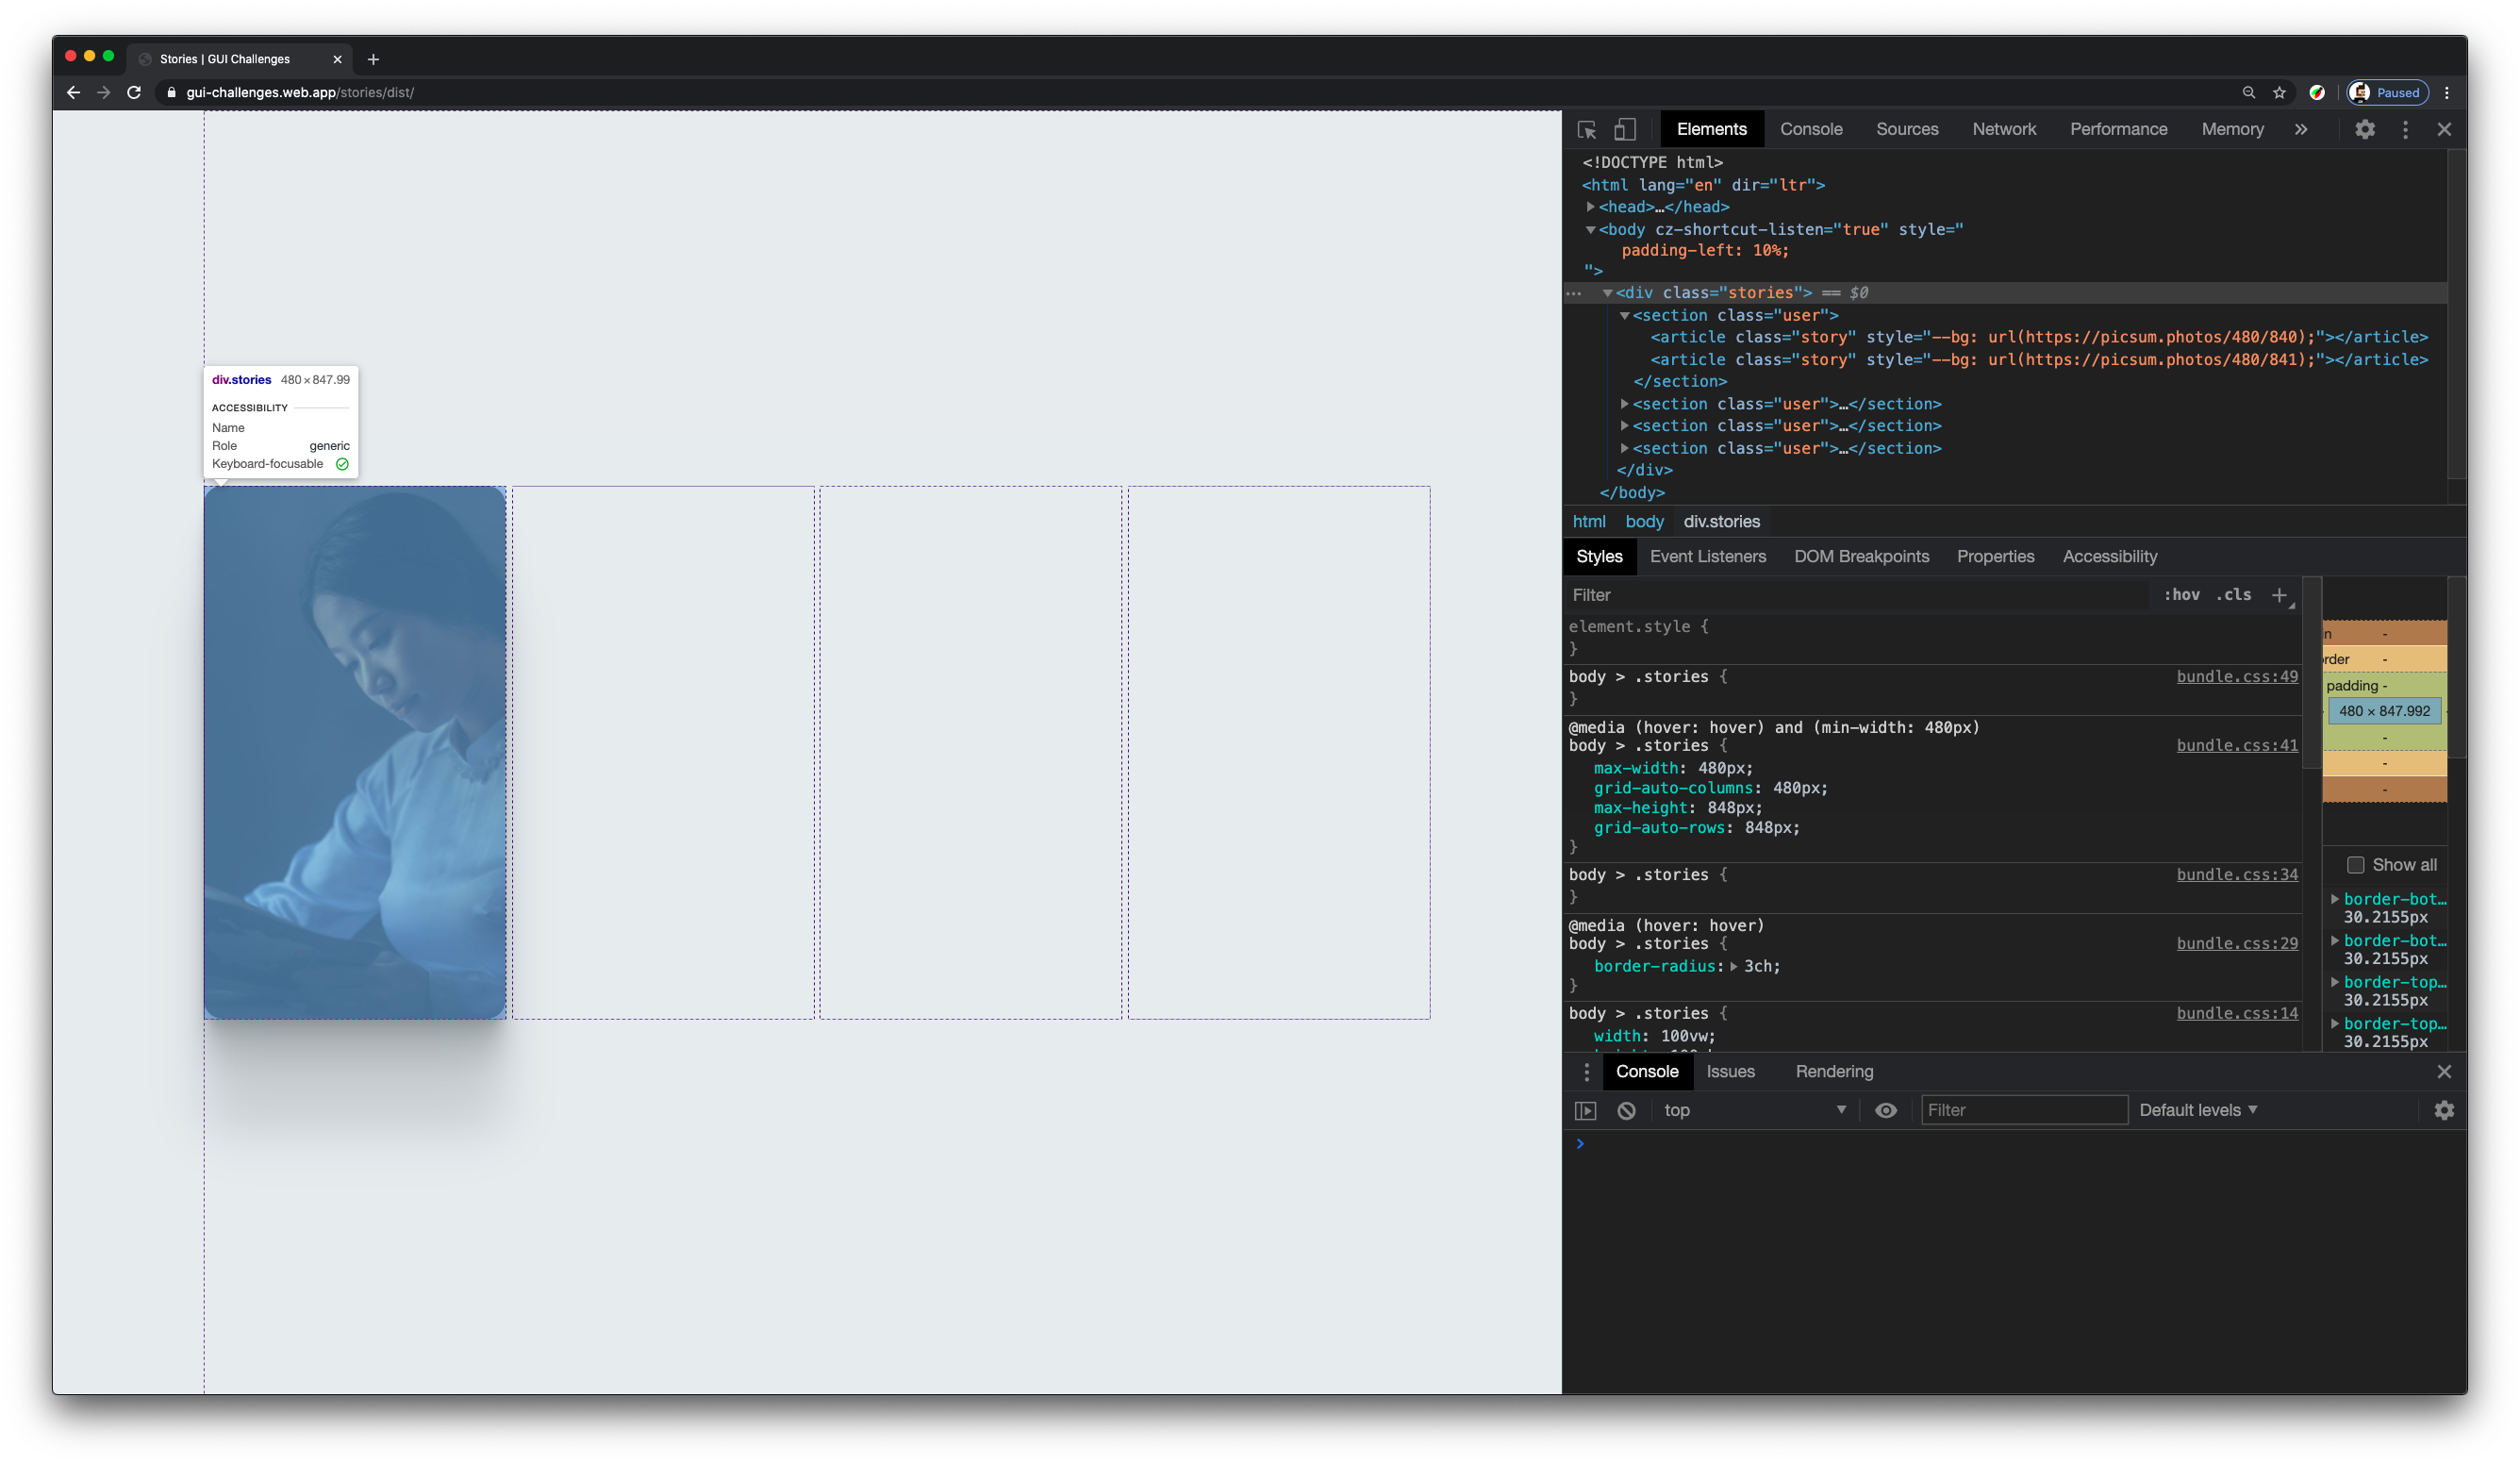 Stories | GUI Challenges
gui-challenges.web.app/stories/dist/
Paused
div.stories 480 × 847.99
ACCESSIBILITY
Name
Role generic
Keyboard-focusable
Elements Console Sources Network Performance Memory »
<!DOCTYPE html>
<html lang="en" dir="ltr">
<head>…</head>
<body cz-shortcut-listen="true" style="
padding-left: 10%;
">
… <div class="stories"> == $0
<section class="user">
<article class="story" style="--bg: url(https://picsum.photos/480/840);"></article>
<article class="story" style="--bg: url(https://picsum.photos/480/841);"></article>
</section>
<section class="user">…</section>
<section class="user">…</section>
<section class="user">…</section>
</div>
</body>
html body div.stories
Styles Event Listeners DOM Breakpoints Properties Accessibility
Filter :hov .cls +
element.style {
}
body > .stories { bundle.css:49
}
@media (hover: hover) and (min-width: 480px)
body > .stories { bundle.css:41
max-width: 480px;
grid-auto-columns: 480px;
max-height: 848px;
grid-auto-rows: 848px;
}
body > .stories { bundle.css:34
}
@media (hover: hover)
body > .stories { bundle.css:29
border-radius: 3ch;
}
body > .stories { bundle.css:14
width: 100vw;
in -
rder -
padding -
480 × 847.992
-
-
-
Show all
border-bot…
30.2155px
border-bot…
30.2155px
border-top…
30.2155px
border-top…
30.2155px
Console Issues Rendering
top Filter Default levels